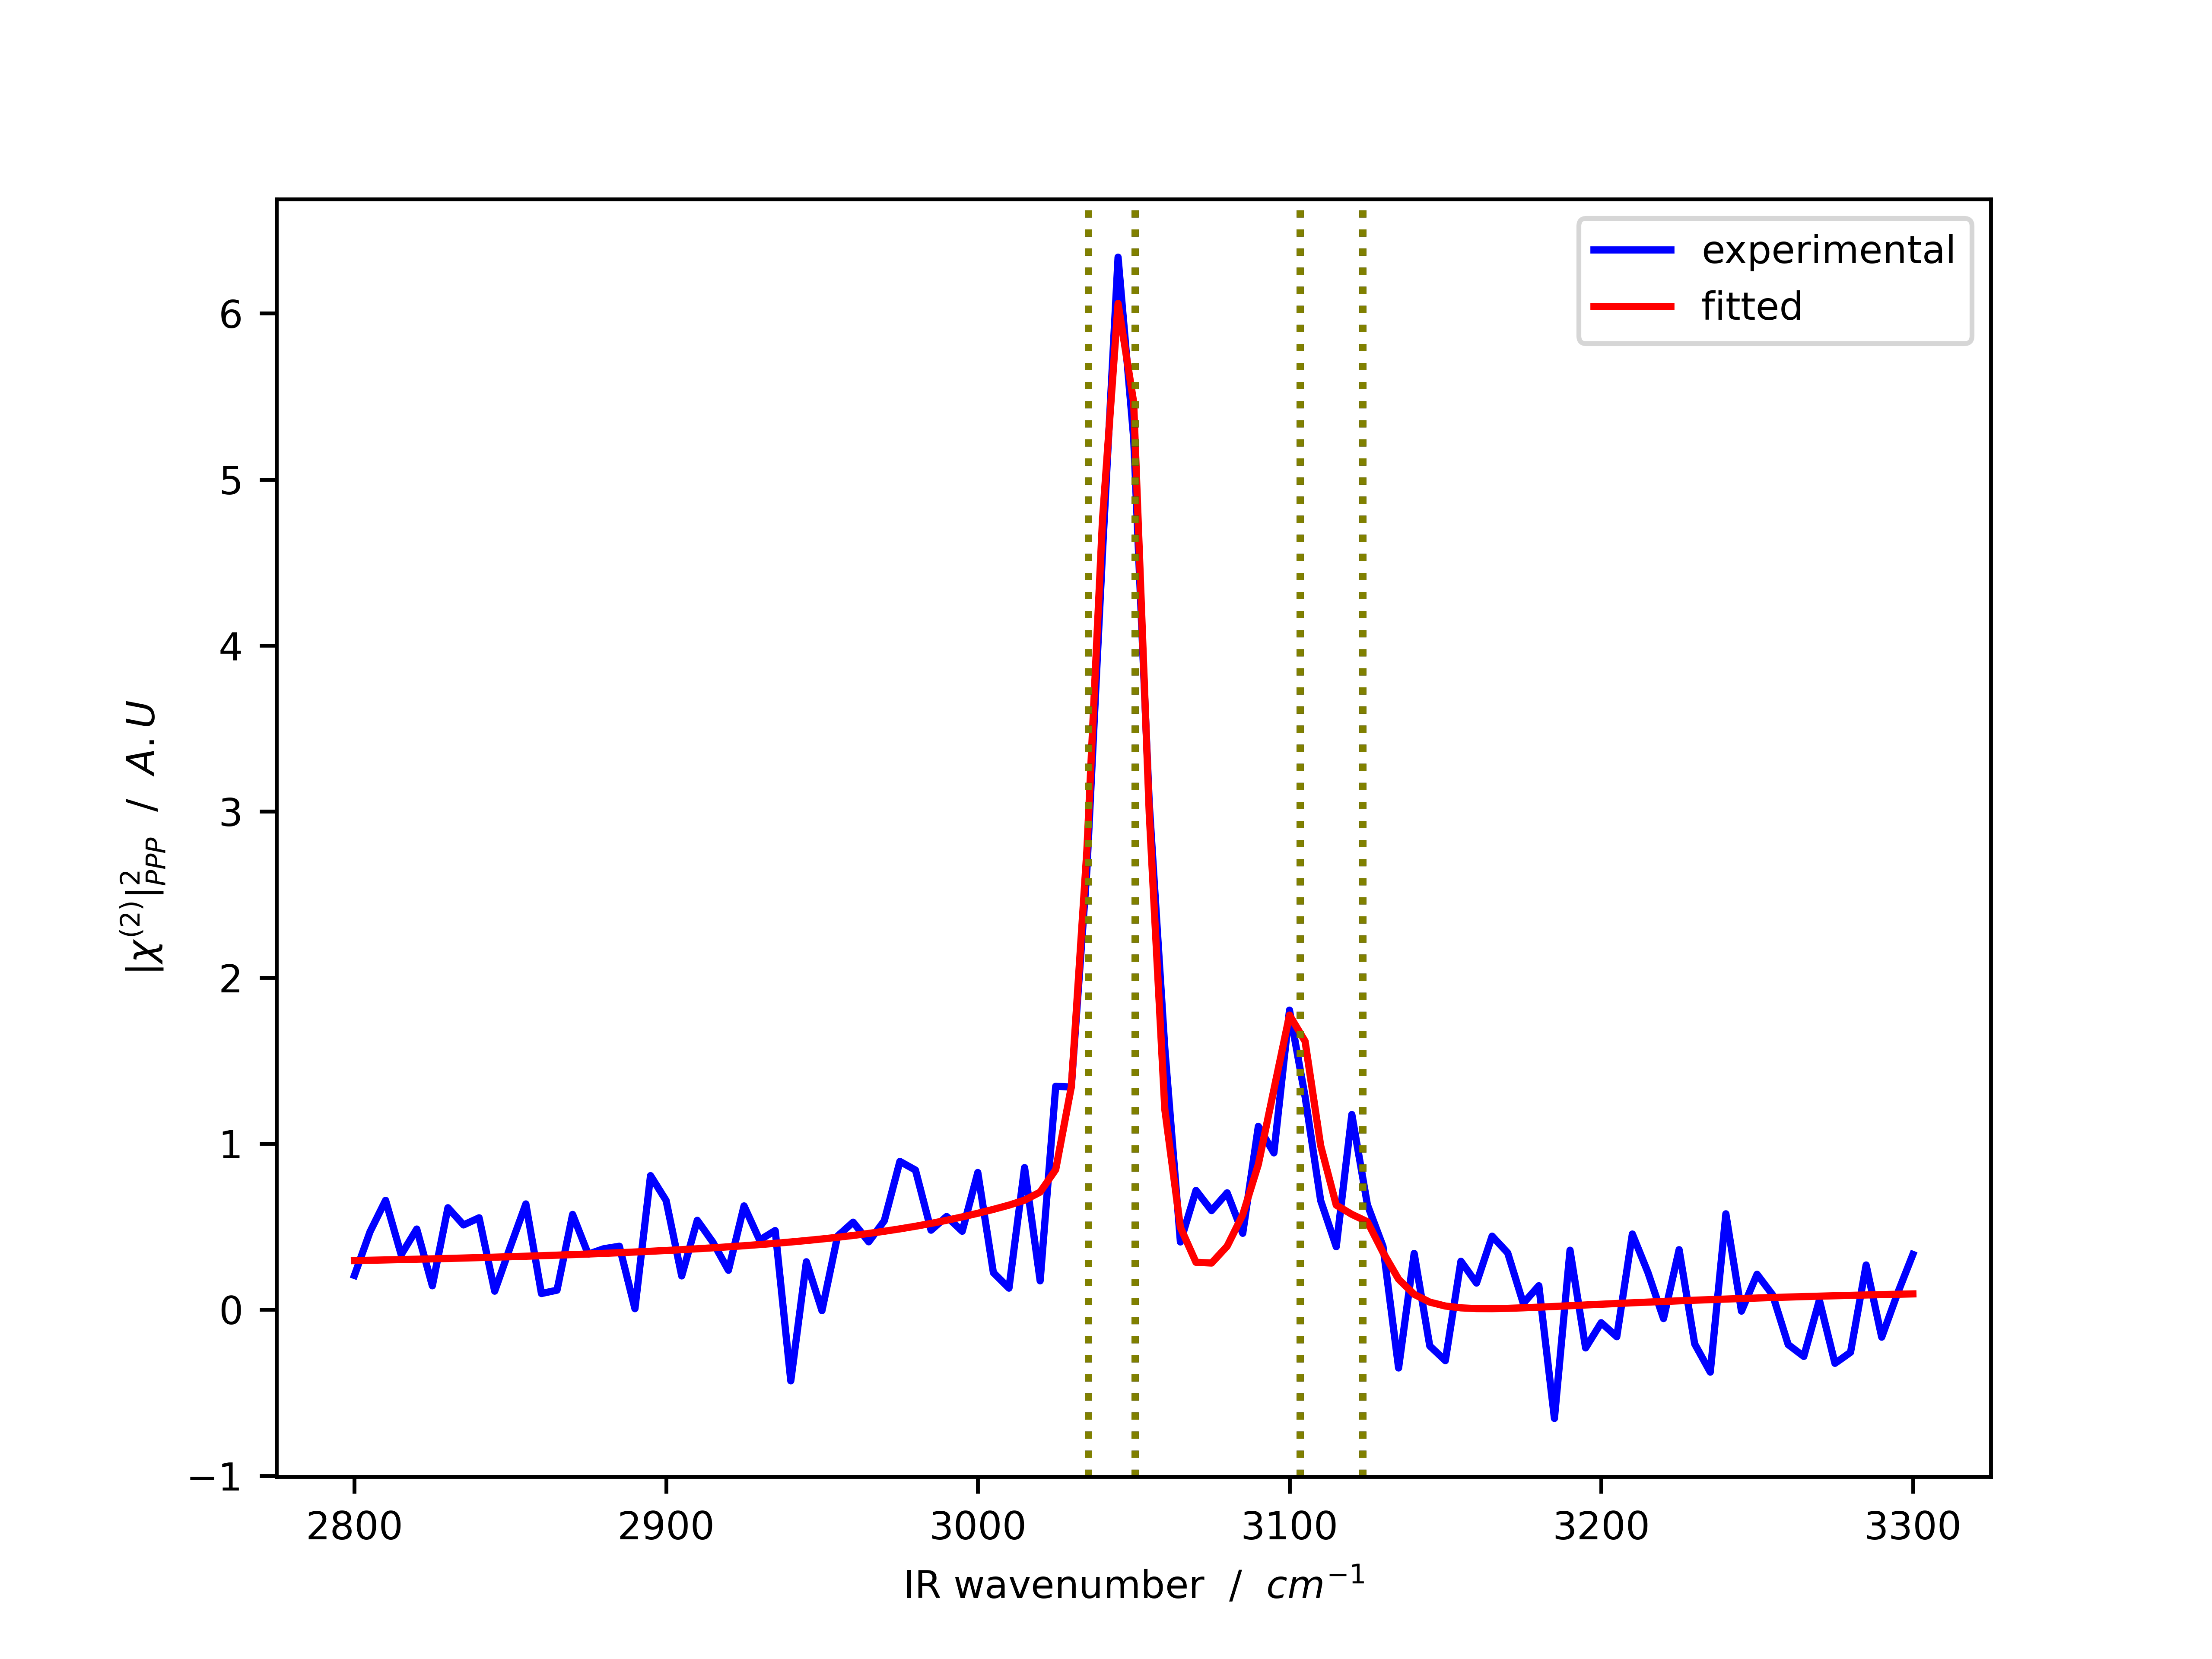 experimental
fitted
6
5
4
3
2
1
0
−1
|χ⁽²⁾|²PPP / A.U
2800 2900 3000 3100 3200 3300
IR wavenumber / cm⁻¹